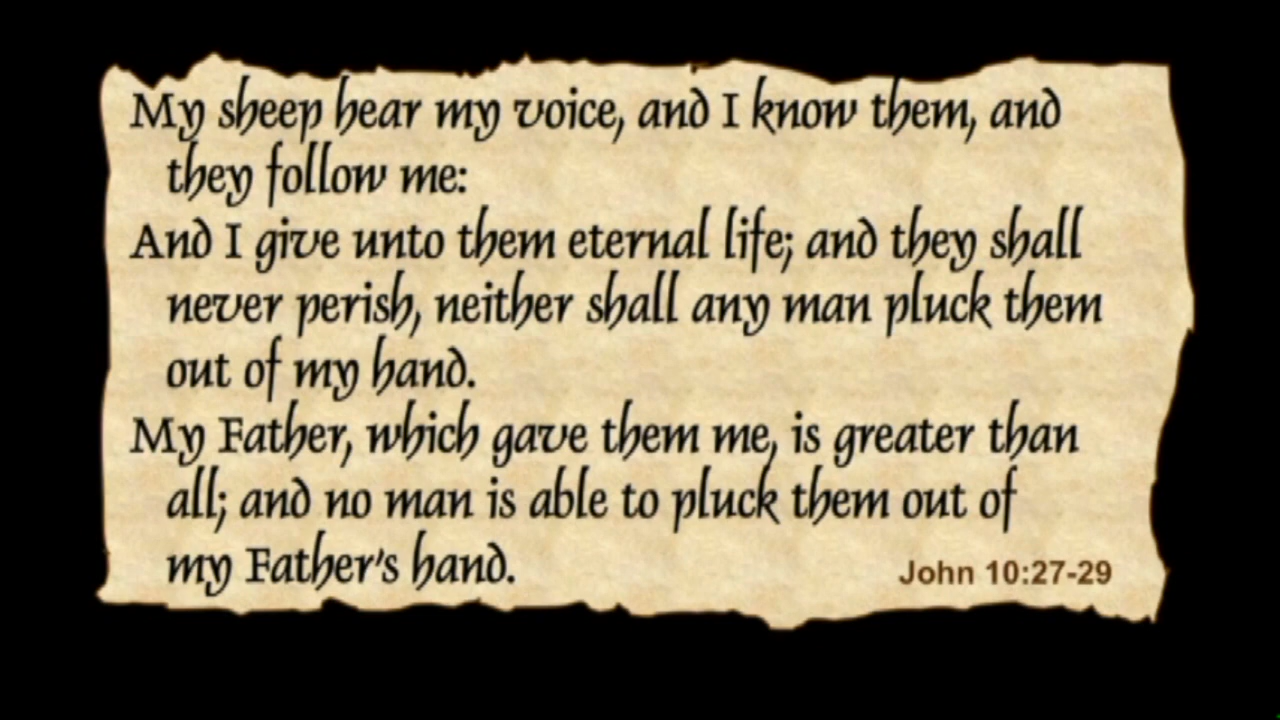 My sheep hear my voice, and I know them, and
they follow me:
And I give unto them eternal life; and they shall
never perish, neither shall any man pluck them
out of my hand.
My Father, which gave them me, is greater than
all; and no man is able to pluck them out of
my Father's hand.
John 10:27-29